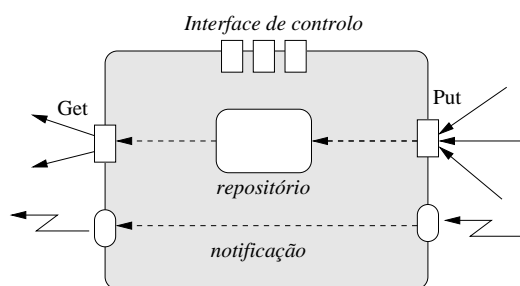 Interface de controlo
Get
Put
repositório
notificação